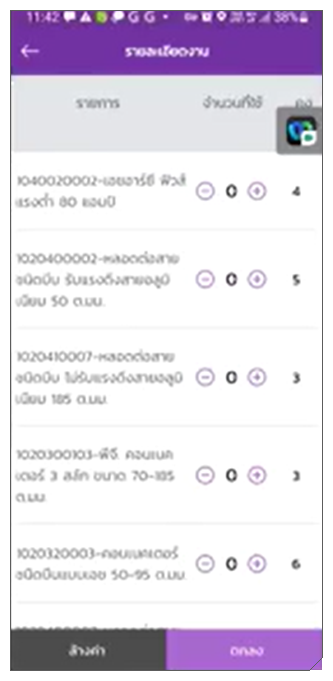 11:42 G G 38%
รายละเอียดงาน
รายการ จำนวนที่ใช้ คง
1040020002-เอชอาร์ซี ฟิวส์ 0 4
แรงต่ำ 80 แอมป์
1020400002-หลอดต่อสาย
ชนิดบีบ รับแรงดึงสายอลูมิ 0 5
เนียม 50 ต.มม.
1020410007-หลอดต่อสาย
ชนิดบีบ ไม่รับแรงดึงสายอลูมิ 0 3
เนียม 185 ต.มม.
1020300103-พีจี. คอนเนค
เตอร์ 3 สลัก ขนาด 70-185 0 3
ต.มม.
1020320003-คอนเนคเตอร์ 0 6
ชนิดบีบแบบเอช 50-95 ต.มม.
ล้างค่า ตกลง